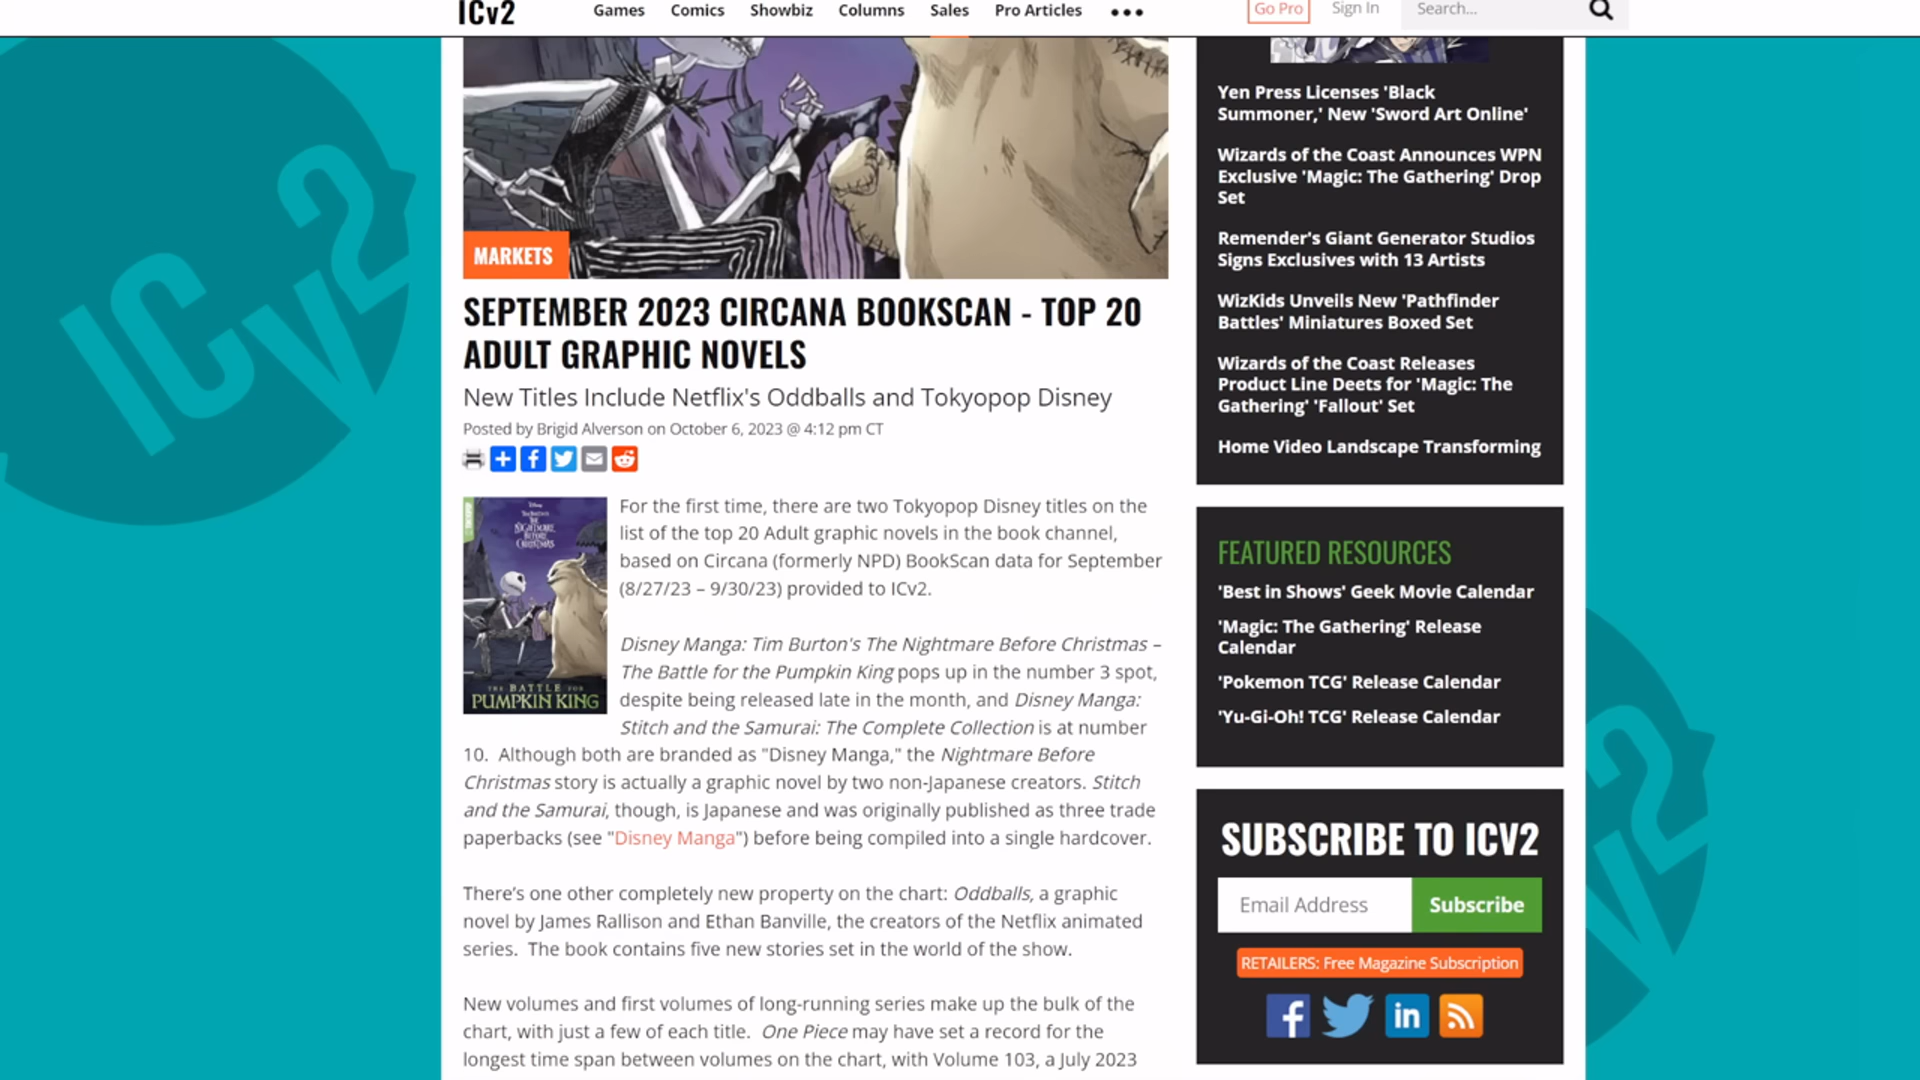 ICv2
Games Comics Showbiz Columns Sales Pro Articles
Go Pro Sign In Search...
ICv2
MARKETS
SEPTEMBER 2023 CIRCANA BOOKSCAN - TOP 20
ADULT GRAPHIC NOVELS
New Titles Include Netflix's Oddballs and Tokyopop Disney
Posted by Brigid Alverson on October 6, 2023 @ 4:12 pm CT
Disney
THE NIGHTMARE
BEFORE
CHRISTMAS
THE BATTLE FOR
PUMPKIN KING
For the first time, there are two Tokyopop Disney titles on the
list of the top 20 Adult graphic novels in the book channel,
based on Circana (formerly NPD) BookScan data for September
(8/27/23 – 9/30/23) provided to ICv2.
Disney Manga: Tim Burton's The Nightmare Before Christmas –
The Battle for the Pumpkin King pops up in the number 3 spot,
despite being released late in the month, and Disney Manga:
Stitch and the Samurai: The Complete Collection is at number
10. Although both are branded as "Disney Manga," the Nightmare Before
Christmas story is actually a graphic novel by two non-Japanese creators. Stitch
and the Samurai, though, is Japanese and was originally published as three trade
paperbacks (see "Disney Manga") before being compiled into a single hardcover.
There's one other completely new property on the chart: Oddballs, a graphic
novel by James Rallison and Ethan Banville, the creators of the Netflix animated
series. The book contains five new stories set in the world of the show.
New volumes and first volumes of long-running series make up the bulk of the
chart, with just a few of each title. One Piece may have set a record for the
longest time span between volumes on the chart, with Volume 103, a July 2023
Yen Press Licenses 'Black
Summoner,' New 'Sword Art Online'
Wizards of the Coast Announces WPN
Exclusive 'Magic: The Gathering' Drop
Set
Remender's Giant Generator Studios
Signs Exclusives with 13 Artists
WizKids Unveils New 'Pathfinder
Battles' Miniatures Boxed Set
Wizards of the Coast Releases
Product Line Deets for 'Magic: The
Gathering' 'Fallout' Set
Home Video Landscape Transforming
FEATURED RESOURCES
'Best in Shows' Geek Movie Calendar
'Magic: The Gathering' Release
Calendar
'Pokemon TCG' Release Calendar
'Yu-Gi-Oh! TCG' Release Calendar
SUBSCRIBE TO ICV2
Email Address Subscribe
RETAILERS: Free Magazine Subscription
f in
v2